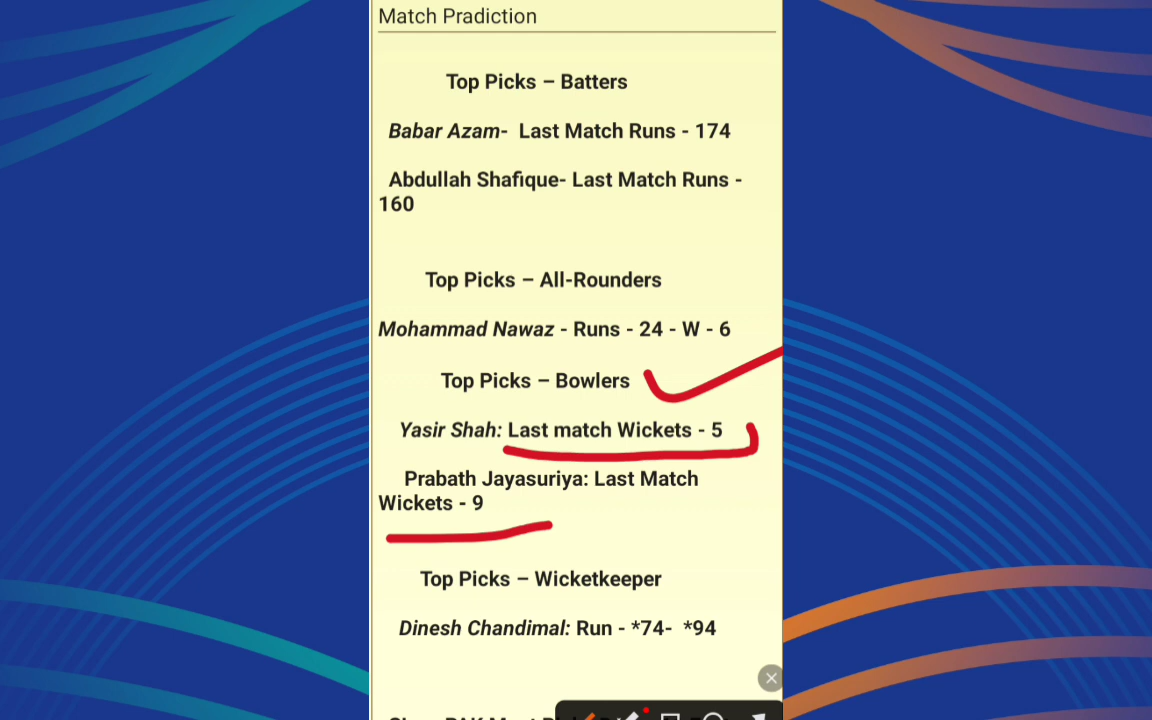 Match Pradiction
Top Picks – Batters
Babar Azam- Last Match Runs - 174
Abdullah Shafique- Last Match Runs -
160
Top Picks – All-Rounders
Mohammad Nawaz - Runs - 24 - W - 6
Top Picks – Bowlers
Yasir Shah: Last match Wickets - 5
Prabath Jayasuriya: Last Match
Wickets - 9
Top Picks – Wicketkeeper
Dinesh Chandimal: Run - *74- *94